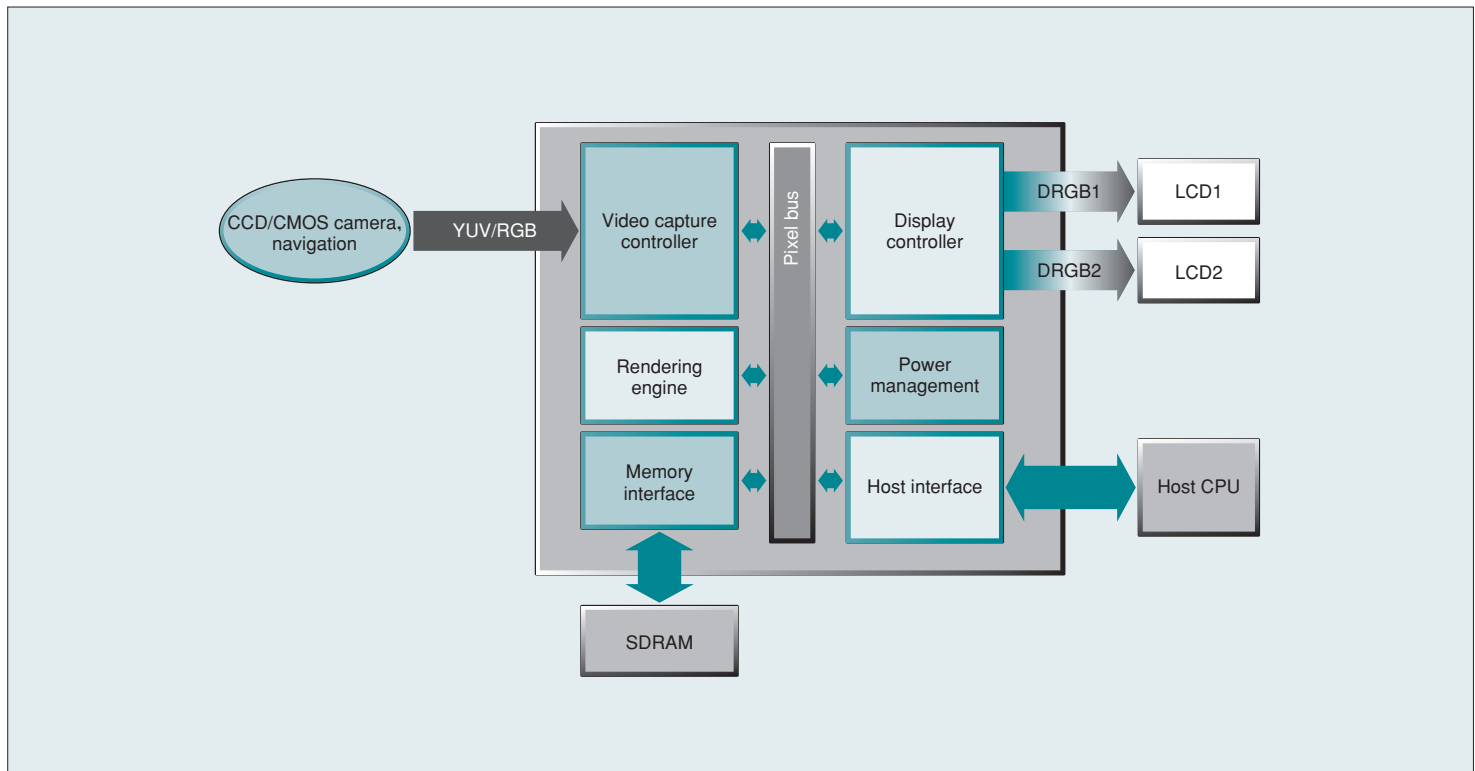 CCD/CMOS camera,
navigation
YUV/RGB
Video capture
controller
Pixel bus
Display
controller
DRGB1
LCD1
DRGB2
LCD2
Rendering
engine
Power
management
Memory
interface
Host interface
Host CPU
SDRAM